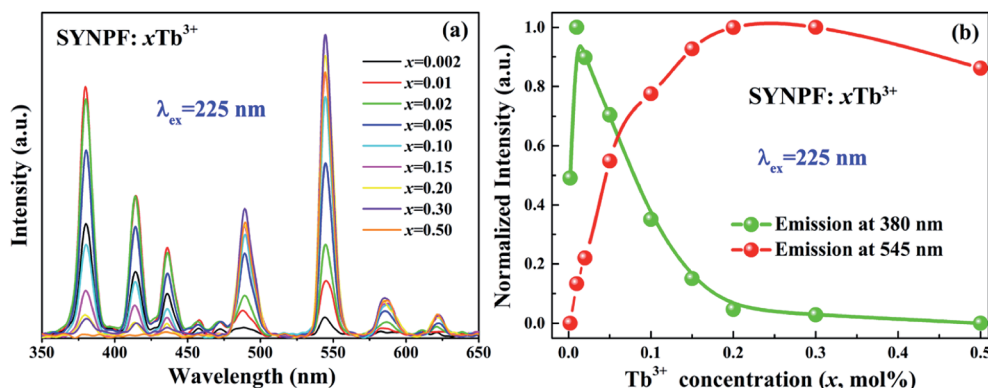 (a)
SYNPF: xTb³⁺
λex=225 nm
x=0.002
x=0.01
x=0.02
x=0.05
x=0.10
x=0.15
x=0.20
x=0.30
x=0.50
Intensity (a.u.)
350 400 450 500 550 600 650
Wavelength (nm)
(b)
SYNPF: xTb³⁺
λex=225 nm
Emission at 380 nm
Emission at 545 nm
Normalized Intensity (a.u.)
1.0
0.8
0.6
0.4
0.2
0.0
0.0 0.1 0.2 0.3 0.4 0.5
Tb³⁺ concentration (x, mol%)